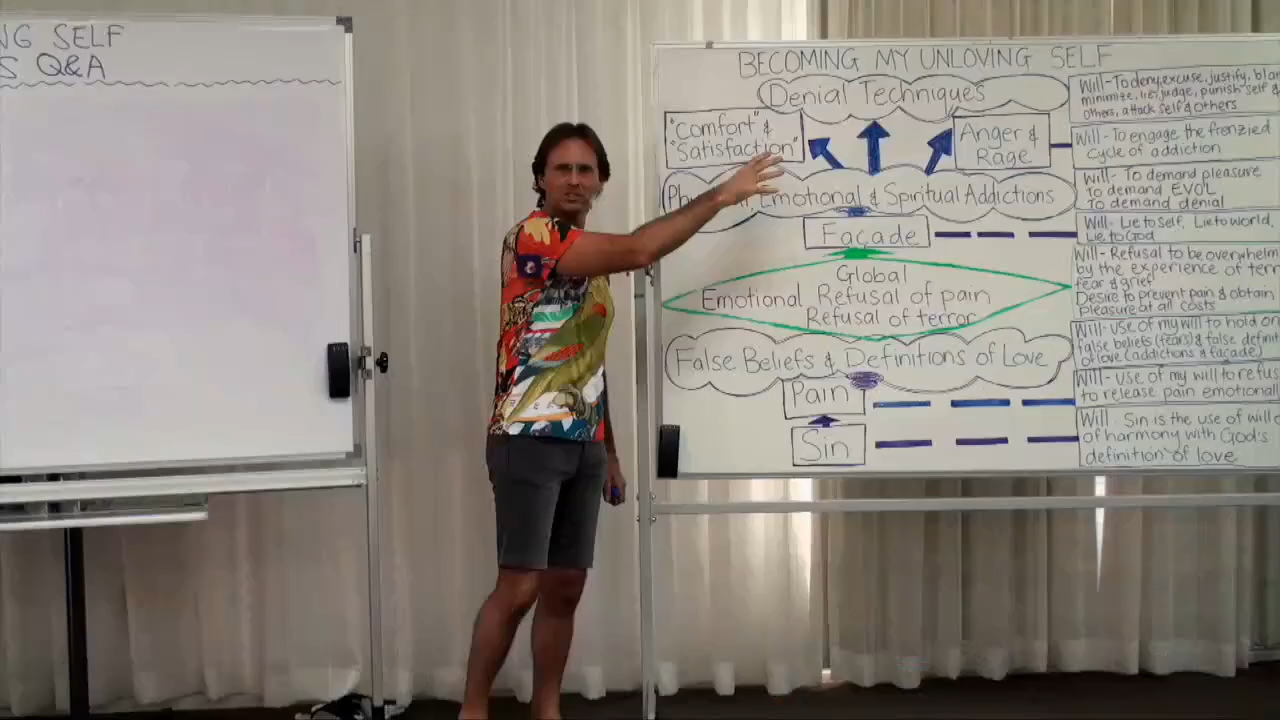 NG SELF
S Q&A
BECOMING MY UNLOVING SELF
Denial Techniques
"Comfort" &
"Satisfaction"
Anger &
Rage
Emotional & Spiritual Addictions
Façade
Global
Emotional Refusal of pain
Refusal of terror
False Beliefs & Definitions of Love
Pain
Sin
Will - To deny, excuse, justify, bla
minimize, lie, judge, punish self &
others, attack self & others
Will - To engage the frenzied
cycle of addiction
Will - To demand pleasure
To demand EVOL
To demand denial
Will - Lie to self, Lie to world,
Lie to God
Will - Refusal to be overwhelm
by the experience of terr
fear & grief
Desire to prevent pain & obtain
pleasure at all costs
Will - use of my will to hold on
false beliefs (fears) & false definit
of love (addictions & façade)
Will - use of my will to refus
to release pain emotional
Will - Sin is the use of will o
of harmony with God's
definition of love